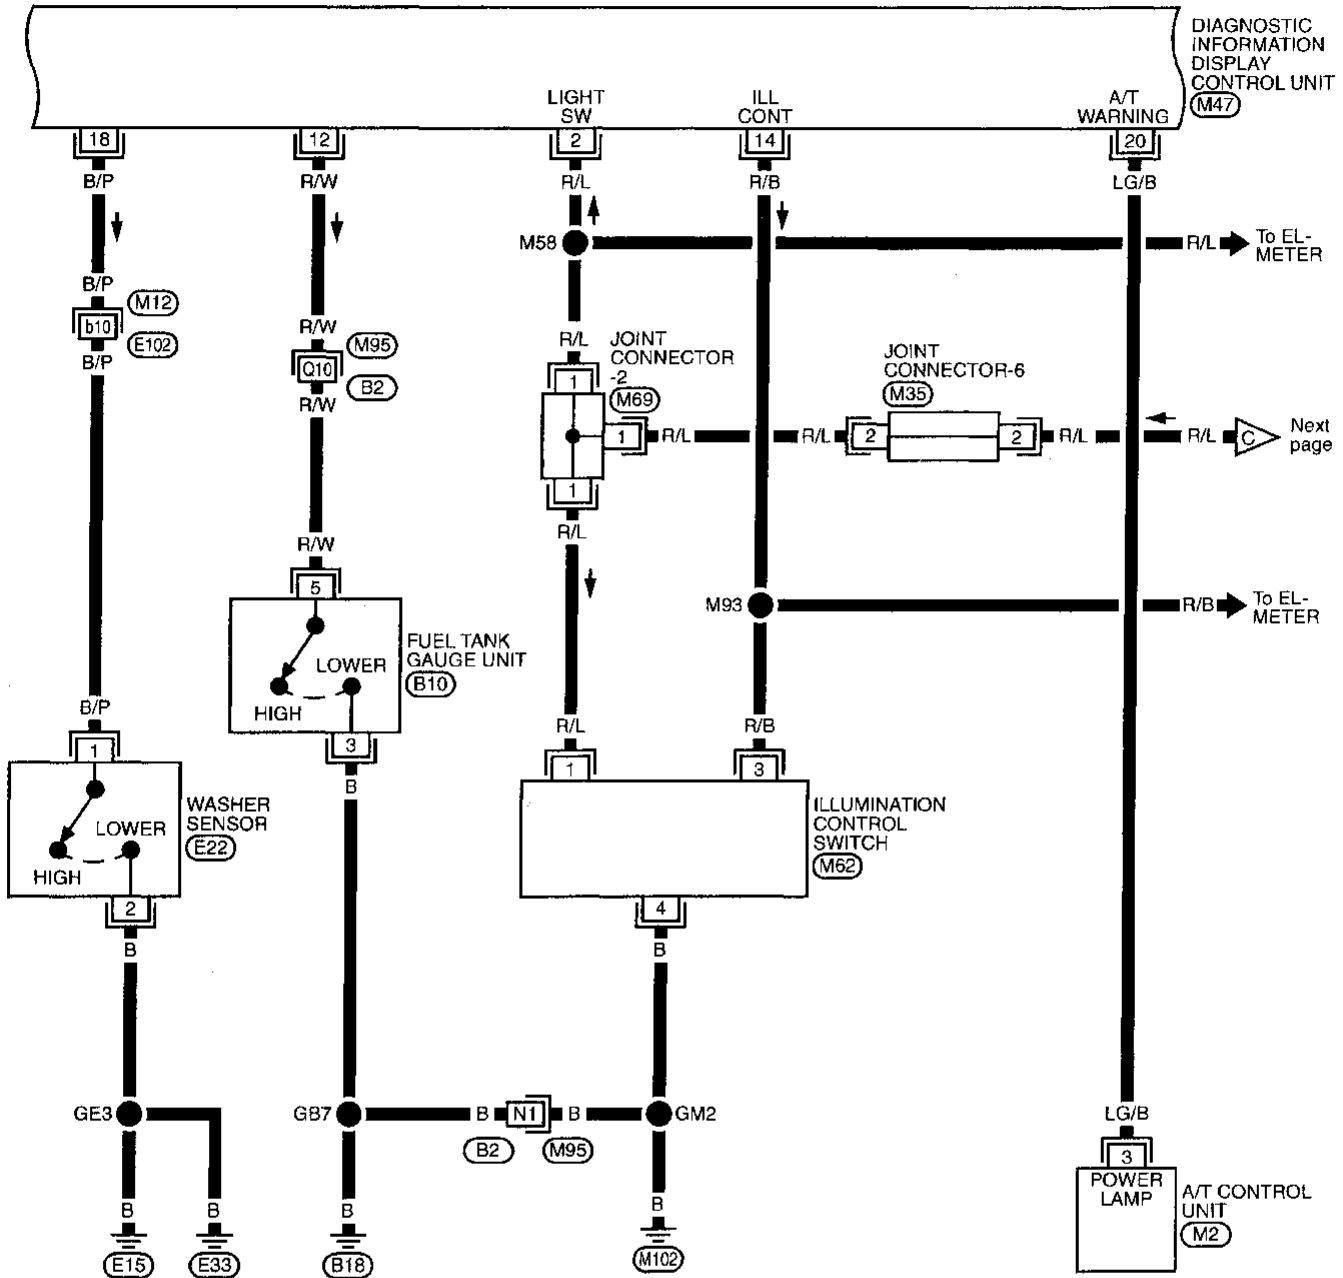 DIAGNOSTIC
INFORMATION
DISPLAY
CONTROL UNIT
M47
LIGHT
SW
ILL
CONT
A/T
WARNING
18
12
2
14
20
B/P
R/W
R/L
R/B
LG/B
M58
R/L
To EL-
METER
B/P
M12
b10
E102
B/P
R/W
M95
Q10
B2
R/W
R/L
JOINT
CONNECTOR
-2
M69
1
1
1
R/L
R/L
R/L
JOINT
CONNECTOR-6
M35
2
2
R/L
R/L
C
Next
page
R/W
5
LOWER
HIGH
FUEL TANK
GAUGE UNIT
B10
3
B
M93
R/B
To EL-
METER
B/P
1
LOWER
HIGH
WASHER
SENSOR
E22
2
B
R/L
R/B
1
3
ILLUMINATION
CONTROL
SWITCH
M62
4
B
GE3
GB7
B
N1
B
GM2
B2
M95
LG/B
3
POWER
LAMP
A/T CONTROL
UNIT
M2
B
B
B
B
E15
E33
B18
M102